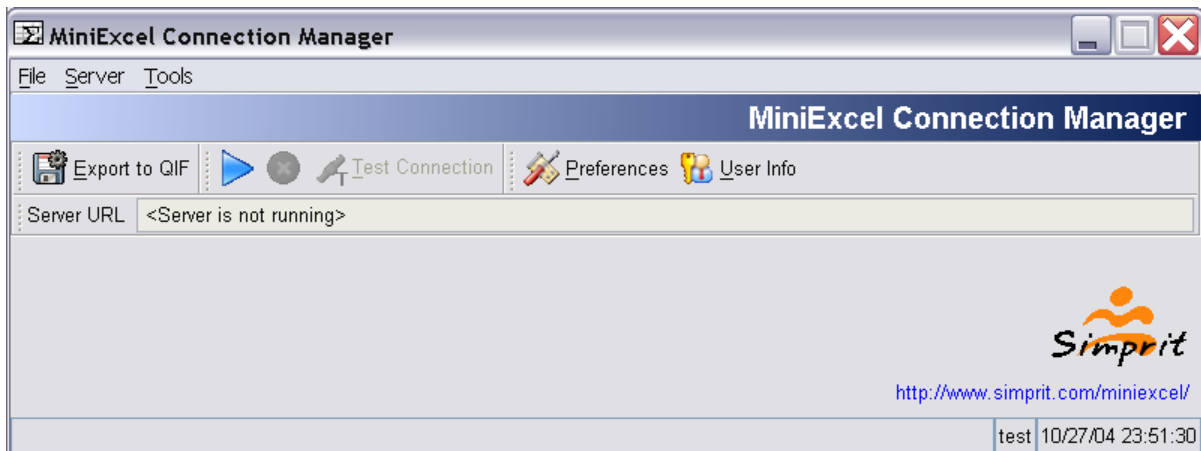 MiniExcel Connection Manager
File Server Tools
MiniExcel Connection Manager
Export to QIF Test Connection Preferences User Info
Server URL <Server is not running>
Simprit
http://www.simprit.com/miniexcel/
test 10/27/04 23:51:30